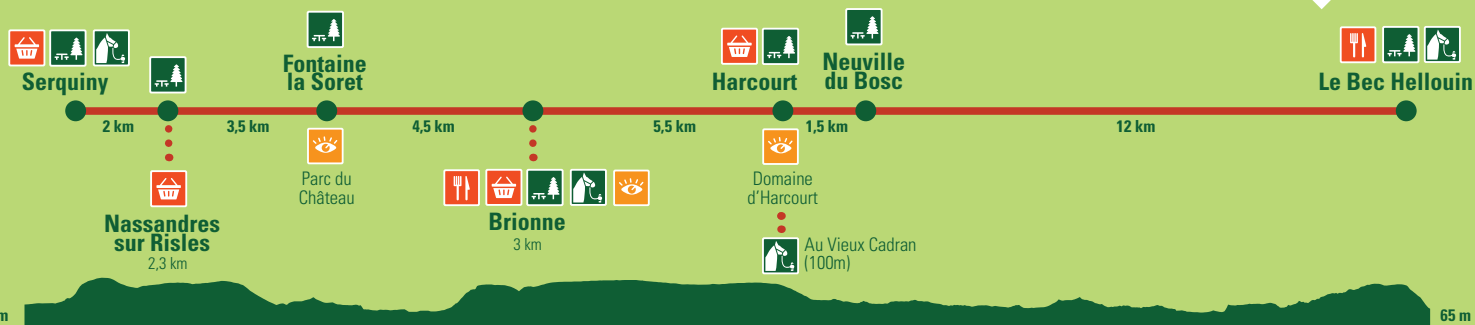 Serquiny
Fontaine
la Soret
Harcourt
Neuville
du Bosc
Le Bec Hellouin
2 km
3,5 km
4,5 km
5,5 km
1,5 km
12 km
Parc du
Château
Domaine
d'Harcourt
Nassandres
sur Risles
2,3 km
Brionne
3 km
Au Vieux Cadran
(100m)
m
65 m